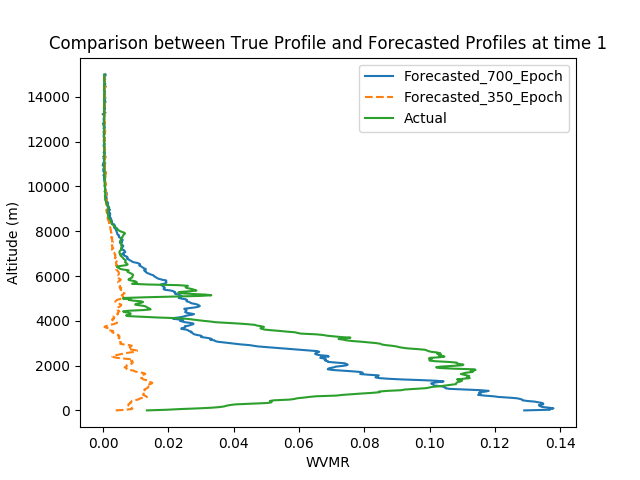 Comparison between True Profile and Forecasted Profiles at time 1
Forecasted_700_Epoch
Forecasted_350_Epoch
Actual
Altitude (m)
14000
12000
10000
8000
6000
4000
2000
0
0.00 0.02 0.04 0.06 0.08 0.10 0.12 0.14
WVMR